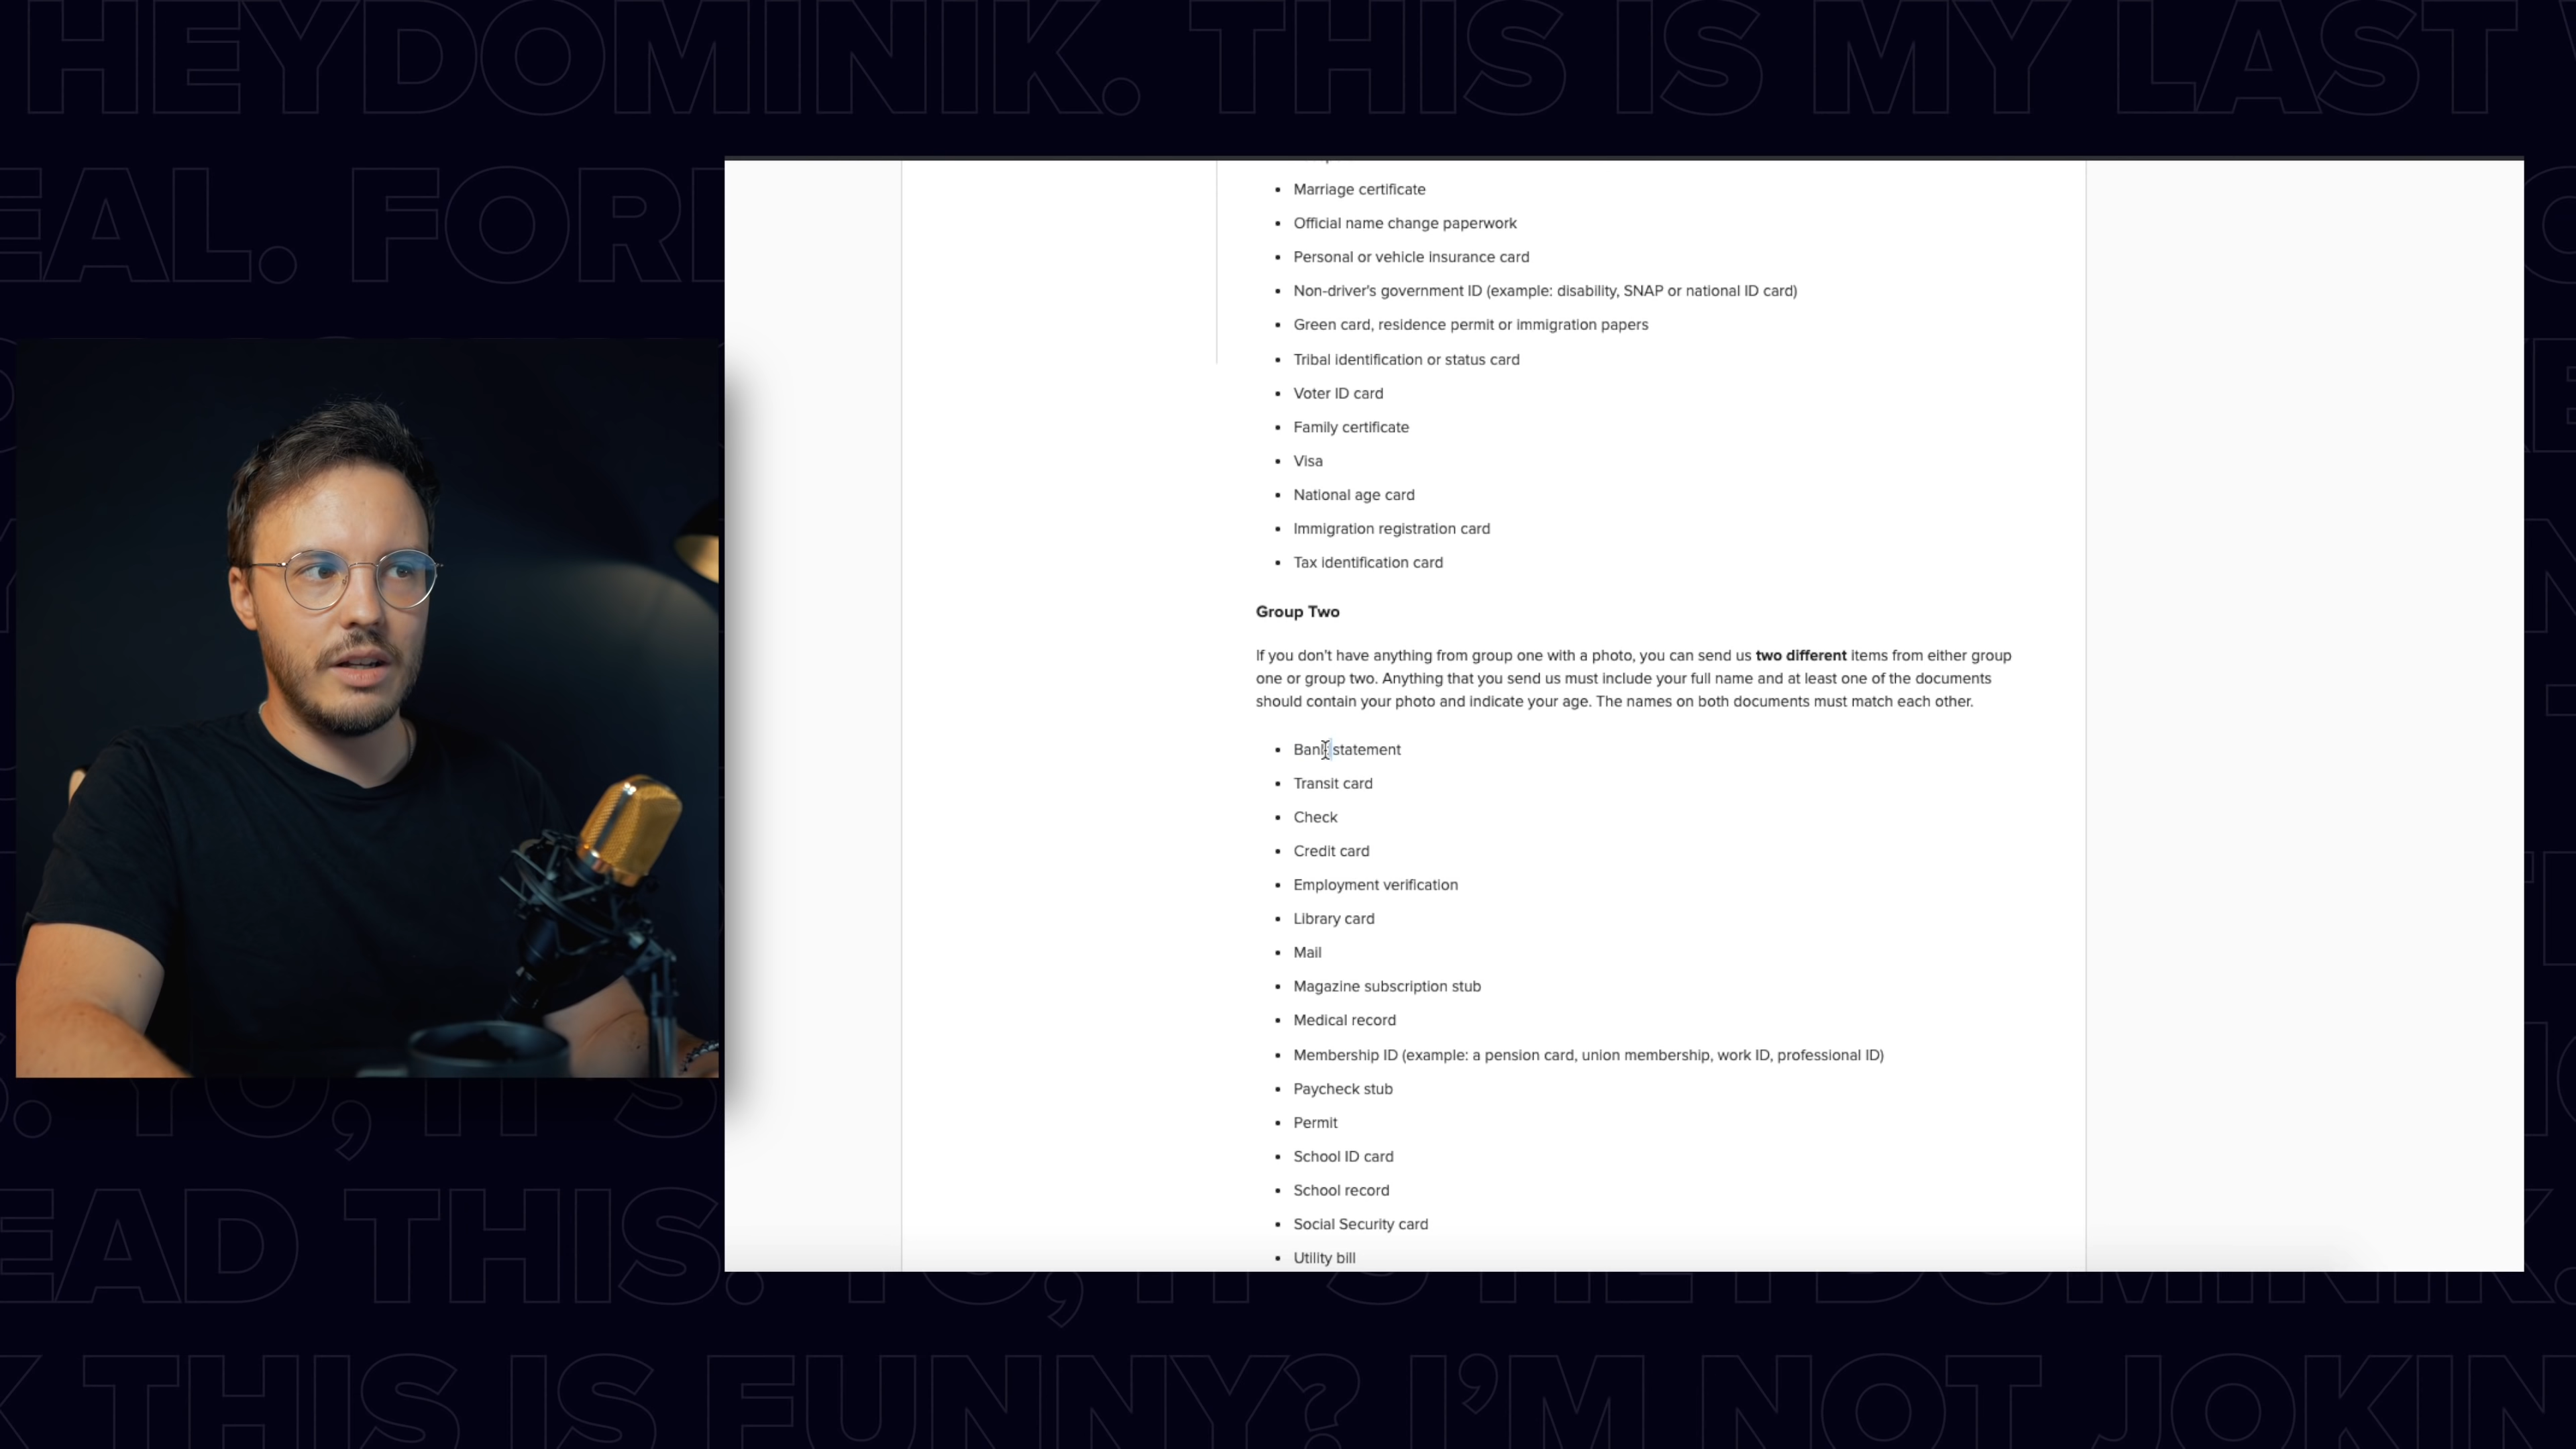 HEYDOMINIK. THIS IS MY LAST
EAL. FOR
Marriage certificate
Official name change paperwork
Personal or vehicle insurance card
Non-driver's government ID (example: disability, SNAP or national ID card)
Green card, residence permit or immigration papers
Tribal identification or status card
Voter ID card
Family certificate
Visa
National age card
Immigration registration card
Tax identification card
Group Two
If you don't have anything from group one with a photo, you can send us two different items from either group
one or group two. Anything that you send us must include your full name and at least one of the documents
should contain your photo and indicate your age. The names on both documents must match each other.
Bank statement
Transit card
Check
Credit card
Employment verification
Library card
Mail
Magazine subscription stub
Medical record
Membership ID (example: a pension card, union membership, work ID, professional ID)
Paycheck stub
Permit
School ID card
School record
Social Security card
Utility bill
YO, IT'S
EAD THIS. YO, IT'S HEYDOMINIK.
K THIS IS FUNNY? I'M NOT JOKIN